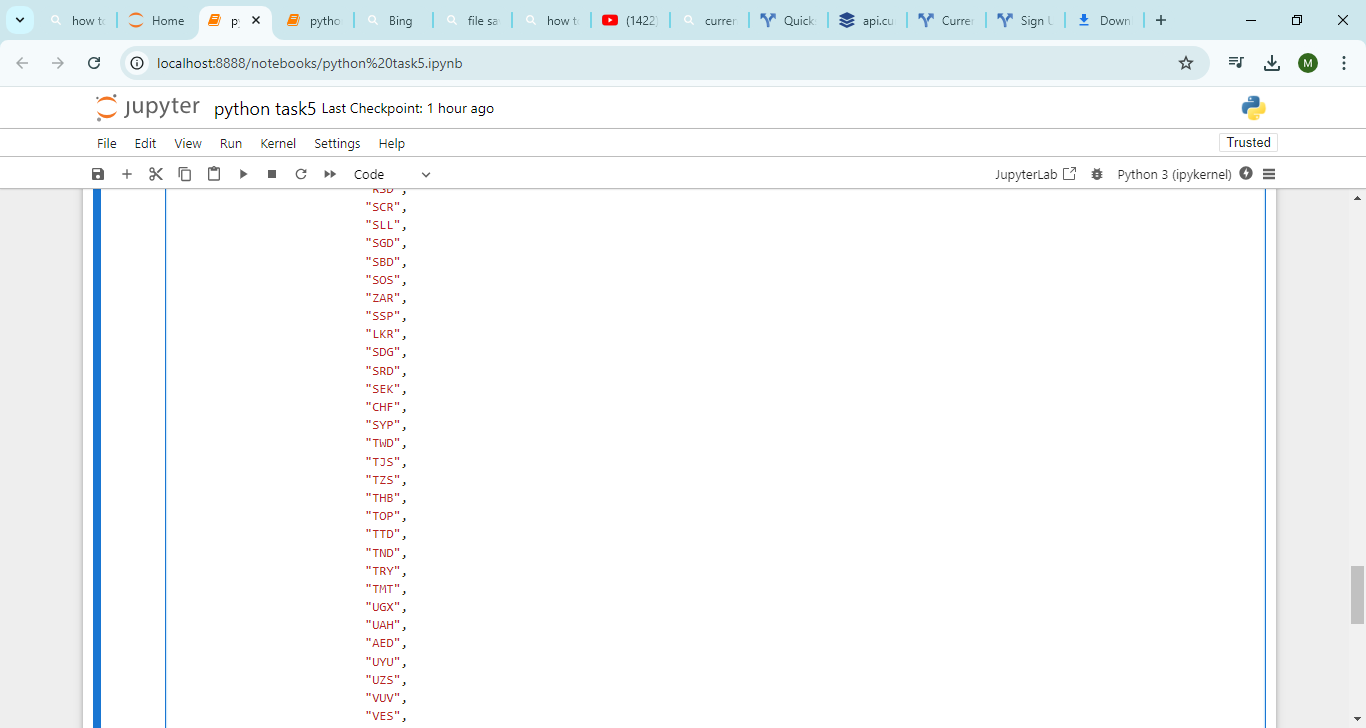 how to
Home
py
pytho
Bing
file sav
how t
(1422)
curren
Quick
api.cu
Curre
Sign U
Down
localhost:8888/notebooks/python%20task5.ipynb
M
jupyter python task5 Last Checkpoint: 1 hour ago
File Edit View Run Kernel Settings Help Trusted
Code JupyterLab Python 3 (ipykernel)
"RSD",
"SCR",
"SLL",
"SGD",
"SBD",
"SOS",
"ZAR",
"SSP",
"LKR",
"SDG",
"SRD",
"SEK",
"CHF",
"SYP",
"TWD",
"TJS",
"TZS",
"THB",
"TOP",
"TTD",
"TND",
"TRY",
"TMT",
"UGX",
"UAH",
"AED",
"UYU",
"UZS",
"VUV",
"VES",